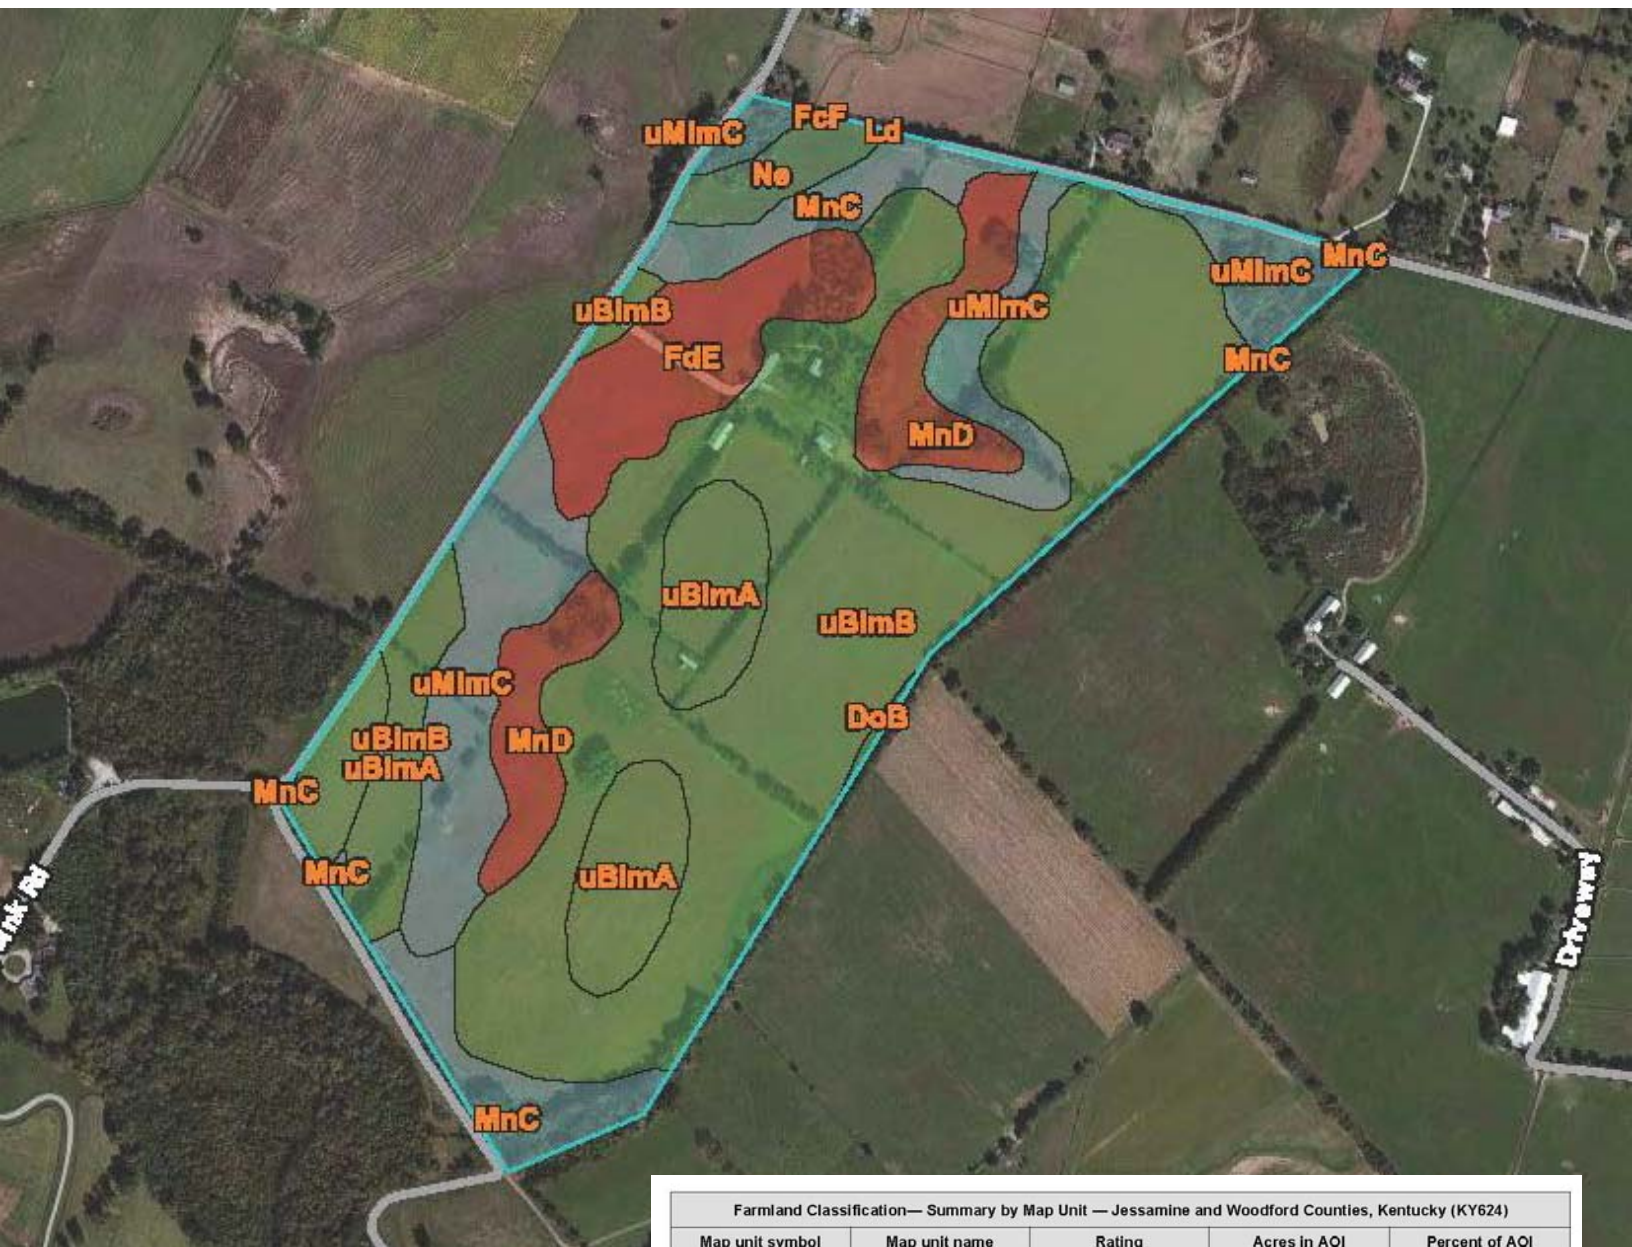 FcF
uMlmC
Ld
Ne
MnC
MnC
uMlmC
uBlmB
uMlmC
FdE
MnC
MnD
uBlmA
uBlmB
uMlmC
DoB
uBlmB
MnD
uBlmA
MnC
MnC
uBlmA
Rd
Driveway
MnC
Farmland Classification— Summary by Map Unit — Jessamine and Woodford Counties, Kentucky (KY624)
Map unit symbol Map unit name Rating Acres in AOI Percent of AOI